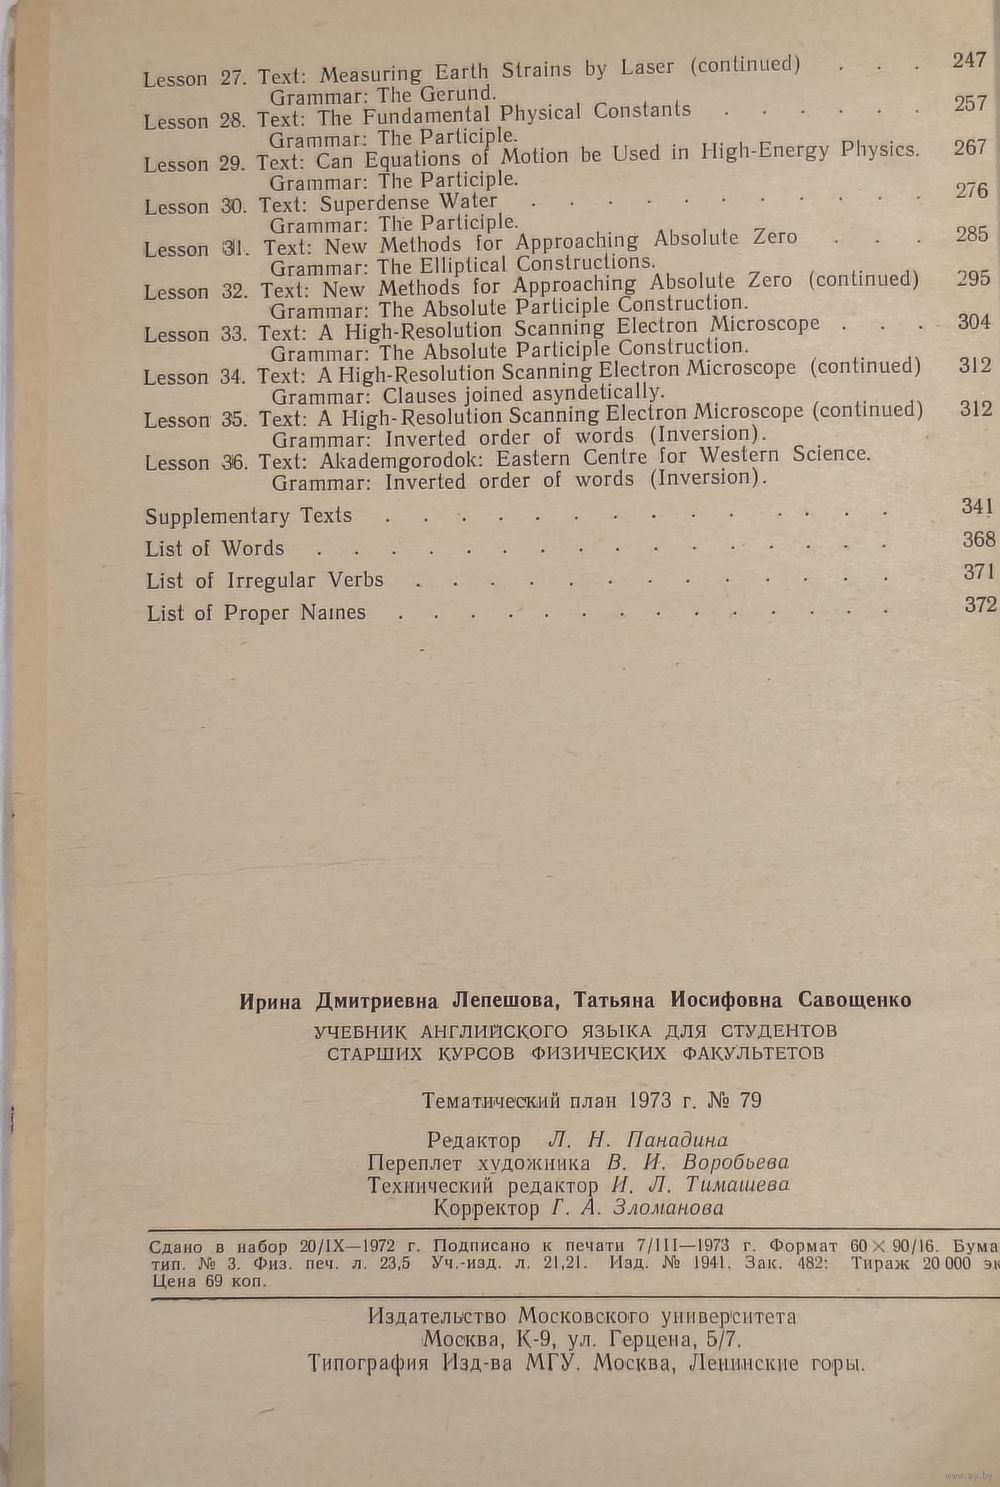 Lesson 27. Text: Measuring Earth Strains by Laser (continued) . . . 247
Grammar: The Gerund.
Lesson 28. Text: The Fundamental Physical Constants . . . . . . 257
Grammar: The Participle.
Lesson 29. Text: Can Equations of Motion be Used in High-Energy Physics. 267
Grammar: The Participle.
Lesson 30. Text: Superdense Water . . . . . . . . . . . 276
Grammar: The Participle.
Lesson 31. Text: New Methods for Approaching Absolute Zero . . . 285
Grammar: The Elliptical Constructions.
Lesson 32. Text: New Methods for Approaching Absolute Zero (continued) 295
Grammar: The Absolute Participle Construction.
Lesson 33. Text: A High-Resolution Scanning Electron Microscope . . . 304
Grammar: The Absolute Participle Construction.
Lesson 34. Text: A High-Resolution Scanning Electron Microscope (continued) 312
Grammar: Clauses joined asyndetically.
Lesson 35. Text: A High-Resolution Scanning Electron Microscope (continued) 312
Grammar: Inverted order of words (Inversion).
Lesson 36. Text: Akademgorodok: Eastern Centre for Western Science.
Grammar: Inverted order of words (Inversion).
Supplementary Texts . . . . . . . . . . . . . . 341
List of Words . . . . . . . . . . . . . . . . 368
List of Irregular Verbs . . . . . . . . . . . . . 371
List of Proper Names . . . . . . . . . . . . . . 372
Ирина Дмитриевна Лепешова, Татьяна Иосифовна Савощенко
УЧЕБНИК АНГЛИЙСКОГО ЯЗЫКА ДЛЯ СТУДЕНТОВ
СТАРШИХ КУРСОВ ФИЗИЧЕСКИХ ФАКУЛЬТЕТОВ
Тематический план 1973 г. № 79
Редактор Л. Н. Панадина
Переплет художника В. И. Воробьева
Технический редактор И. Л. Тимашева
Корректор Г. А. Зломанова
Сдано в набор 20/IX—1972 г. Подписано к печати 7/III—1973 г. Формат 60×90/16. Бума
тип. № 3. Физ. печ. л. 23,5 Уч.-изд. л. 21,21. Изд. № 1941. Зак. 482: Тираж 20 000 эк
Цена 69 коп.
Издательство Московского университета
Москва, К-9, ул. Герцена, 5/7.
Типография Изд-ва МГУ. Москва, Ленинские горы.
www.ay.by